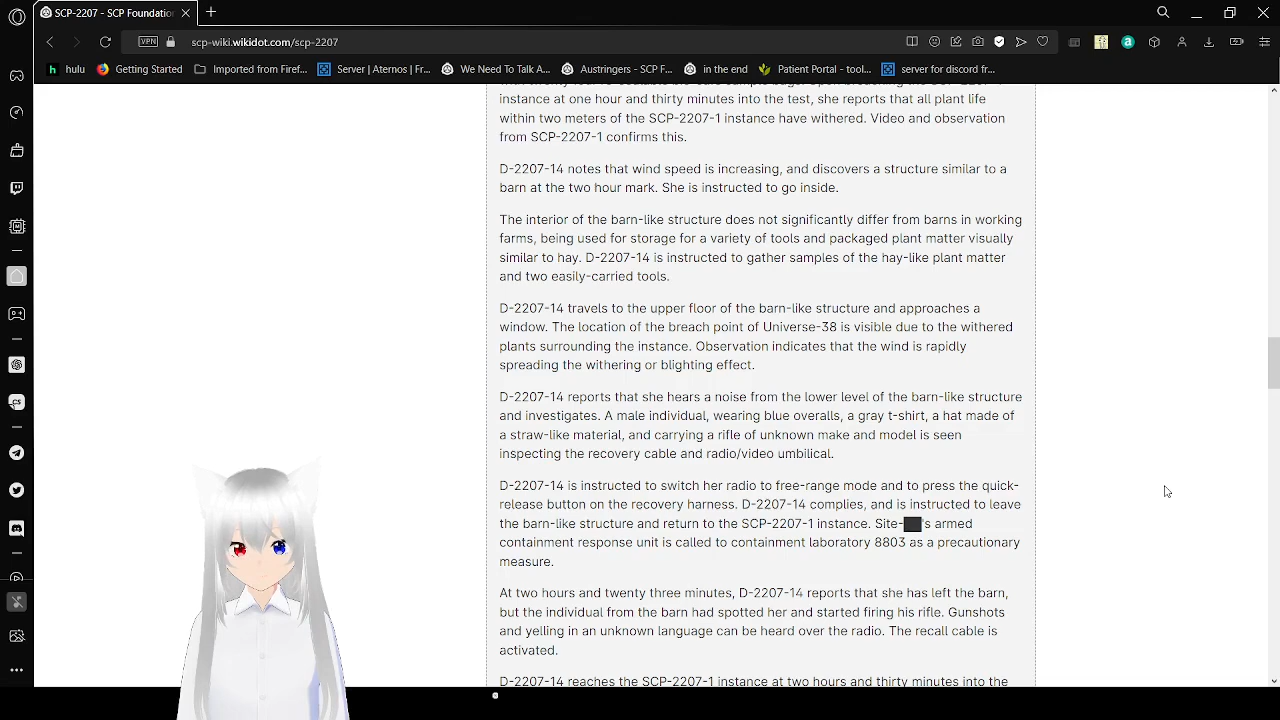 SCP-2207 - SCP Foundation
scp-wiki.wikidot.com/scp-2207
VPN
hulu
Getting Started
Imported from Firef...
Server | Aternos | Fr...
We Need To Talk A...
Austringers - SCP F...
in the end
Patient Portal - tool...
server for discord fr...
instance at one hour and thirty minutes into the test, she reports that all plant life
within two meters of the SCP-2207-1 instance have withered. Video and observation
from SCP-2207-1 confirms this.
D-2207-14 notes that wind speed is increasing, and discovers a structure similar to a
barn at the two hour mark. She is instructed to go inside.
The interior of the barn-like structure does not significantly differ from barns in working
farms, being used for storage for a variety of tools and packaged plant matter visually
similar to hay. D-2207-14 is instructed to gather samples of the hay-like plant matter
and two easily-carried tools.
D-2207-14 travels to the upper floor of the barn-like structure and approaches a
window. The location of the breach point of Universe-38 is visible due to the withered
plants surrounding the instance. Observation indicates that the wind is rapidly
spreading the withering or blighting effect.
D-2207-14 reports that she hears a noise from the lower level of the barn-like structure
and investigates. A male individual, wearing blue overalls, a gray t-shirt, a hat made of
a straw-like material, and carrying a rifle of unknown make and model is seen
inspecting the recovery cable and radio/video umbilical.
D-2207-14 is instructed to switch her radio to free-range mode and to press the quick-
release button on the recovery harness. D-2207-14 complies, and is instructed to leave
the barn-like structure and return to the SCP-2207-1 instance. Site-██'s armed
containment response unit is called to containment laboratory 8803 as a precautionary
measure.
At two hours and twenty three minutes, D-2207-14 reports that she has left the barn,
but the individual from the barn had spotted her and started firing his rifle. Gunshots
and yelling in an unknown language can be heard over the radio. The recall cable is
activated.
D-2207-14 reaches the SCP-2207-1 instance at two hours and thirty minutes into the